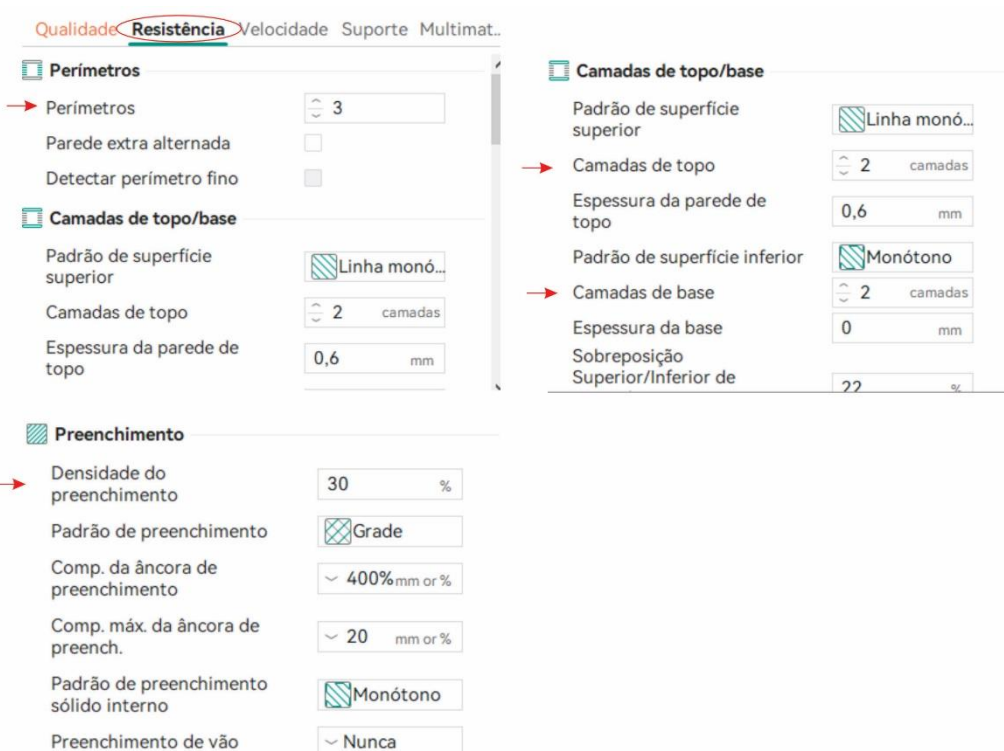 Qualidade Resistência Velocidade Suporte Multimat..
Perímetros
Perímetros 3
Parede extra alternada
Detectar perímetro fino
Camadas de topo/base
Padrão de superfície
superior
Linha monó...
Camadas de topo 2 camadas
Espessura da parede de
topo
0,6 mm
Camadas de topo/base
Padrão de superfície
superior
Linha monó...
Camadas de topo 2 camadas
Espessura da parede de
topo
0,6 mm
Padrão de superfície inferior Monótono
Camadas de base 2 camadas
Espessura da base 0 mm
Sobreposição
Superior/Inferior de
22 %
Preenchimento
Densidade do
preenchimento
30 %
Padrão de preenchimento Grade
Comp. da âncora de
preenchimento
400% mm or %
Comp. máx. da âncora de
preench.
20 mm or %
Padrão de preenchimento
sólido interno
Monótono
Preenchimento de vão Nunca